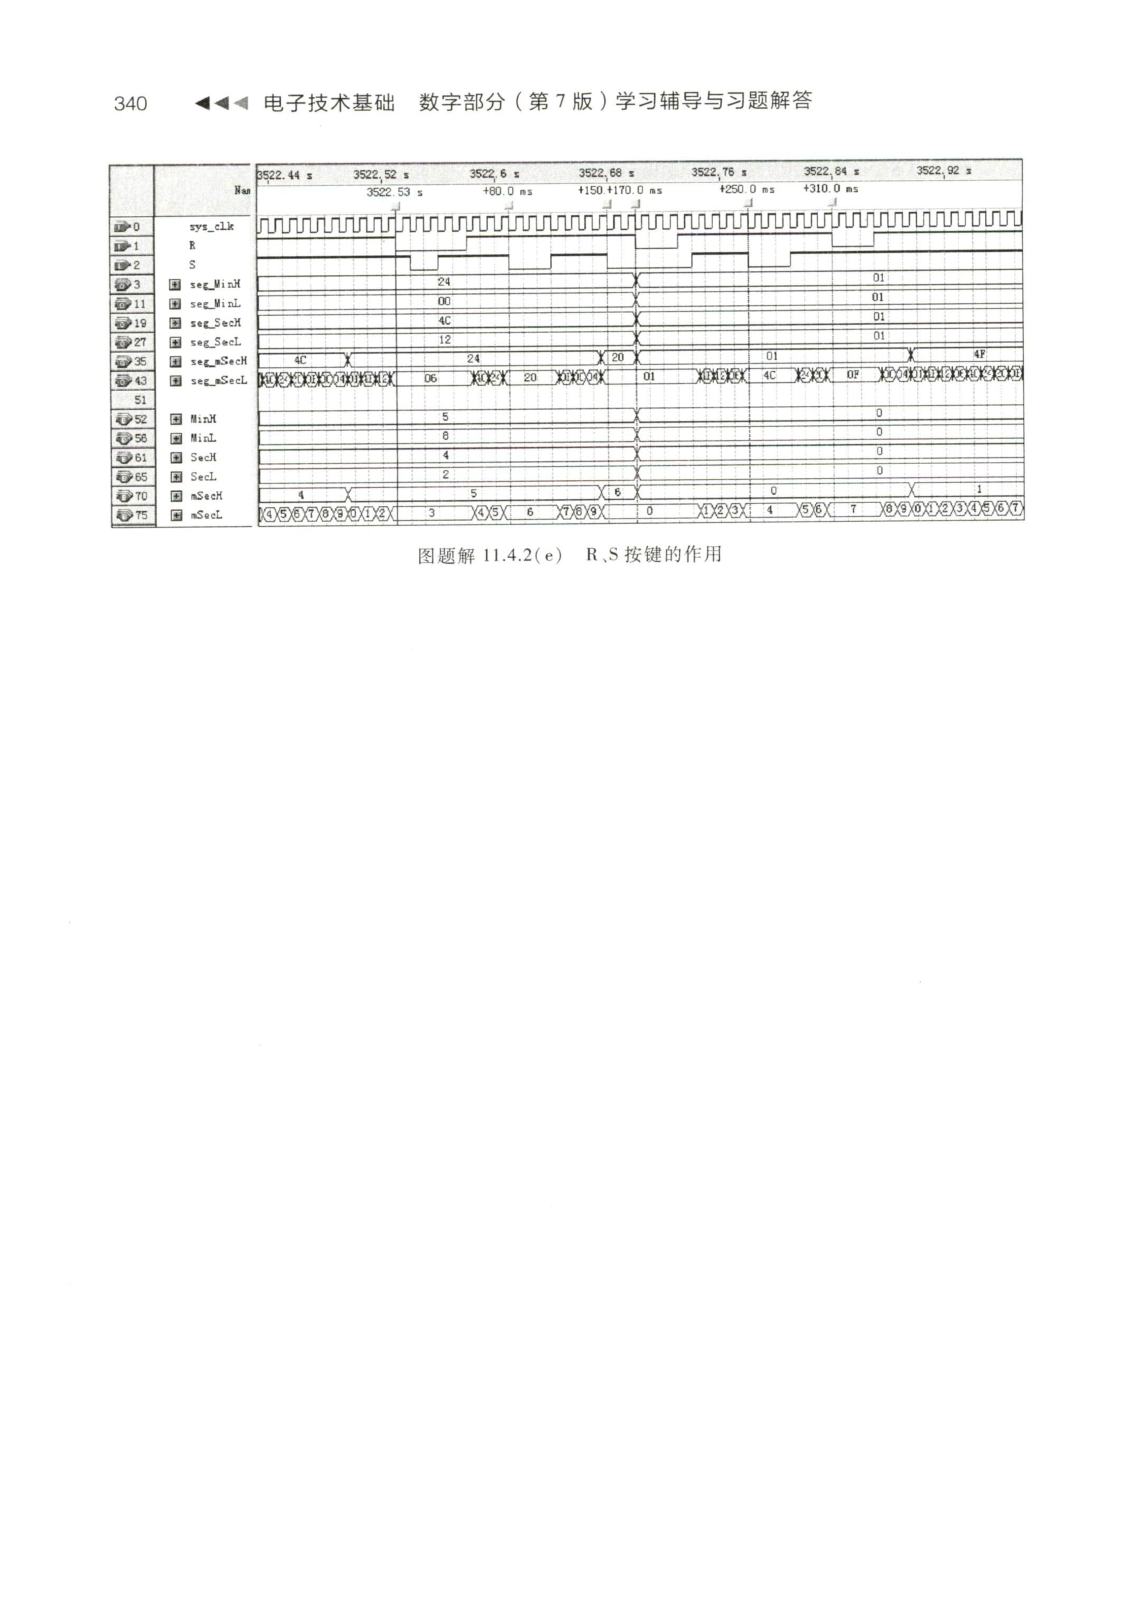 340 ◀◀◀ 电子技术基础 数字部分(第7版)学习辅导与习题解答
3522.44 s 3522.52 s 3522.6 s 3522.68 s 3522.76 s 3522.84 s 3522.92 s
3522.53 s +80.0 ms +150. +170.0 ms +250.0 ms +310.0 ms
Nam
0 sys_clk
1 R
2 S
3 seg_MinH 24 01
11 seg_MinL 00 01
19 seg_SecH 4C 01
27 seg_SecL 12 01
35 seg_mSecH 4C 24 20 01 4F
43 seg_mSecL 06 20 01 4C 0F
51
52 MinH 5 0
56 MinL 8 0
61 SecH 4 0
65 SecL 2 0
70 mSecH 4 5 6 0 1
75 mSecL 4 5 6 7 8 9 0 1 2 3 4 5 6 7 8 9 0 1 2 3 4 5 6 7 8 9 0 1 2 3 4 5 6 7
图题解 11.4.2(e) R、S 按键的作用